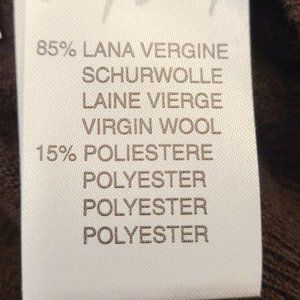 85% LANA VERGINE
SCHURWOLLE
LAINE VIERGE
VIRGIN WOOL
15% POLIESTERE
POLYESTER
POLYESTER
POLYESTER